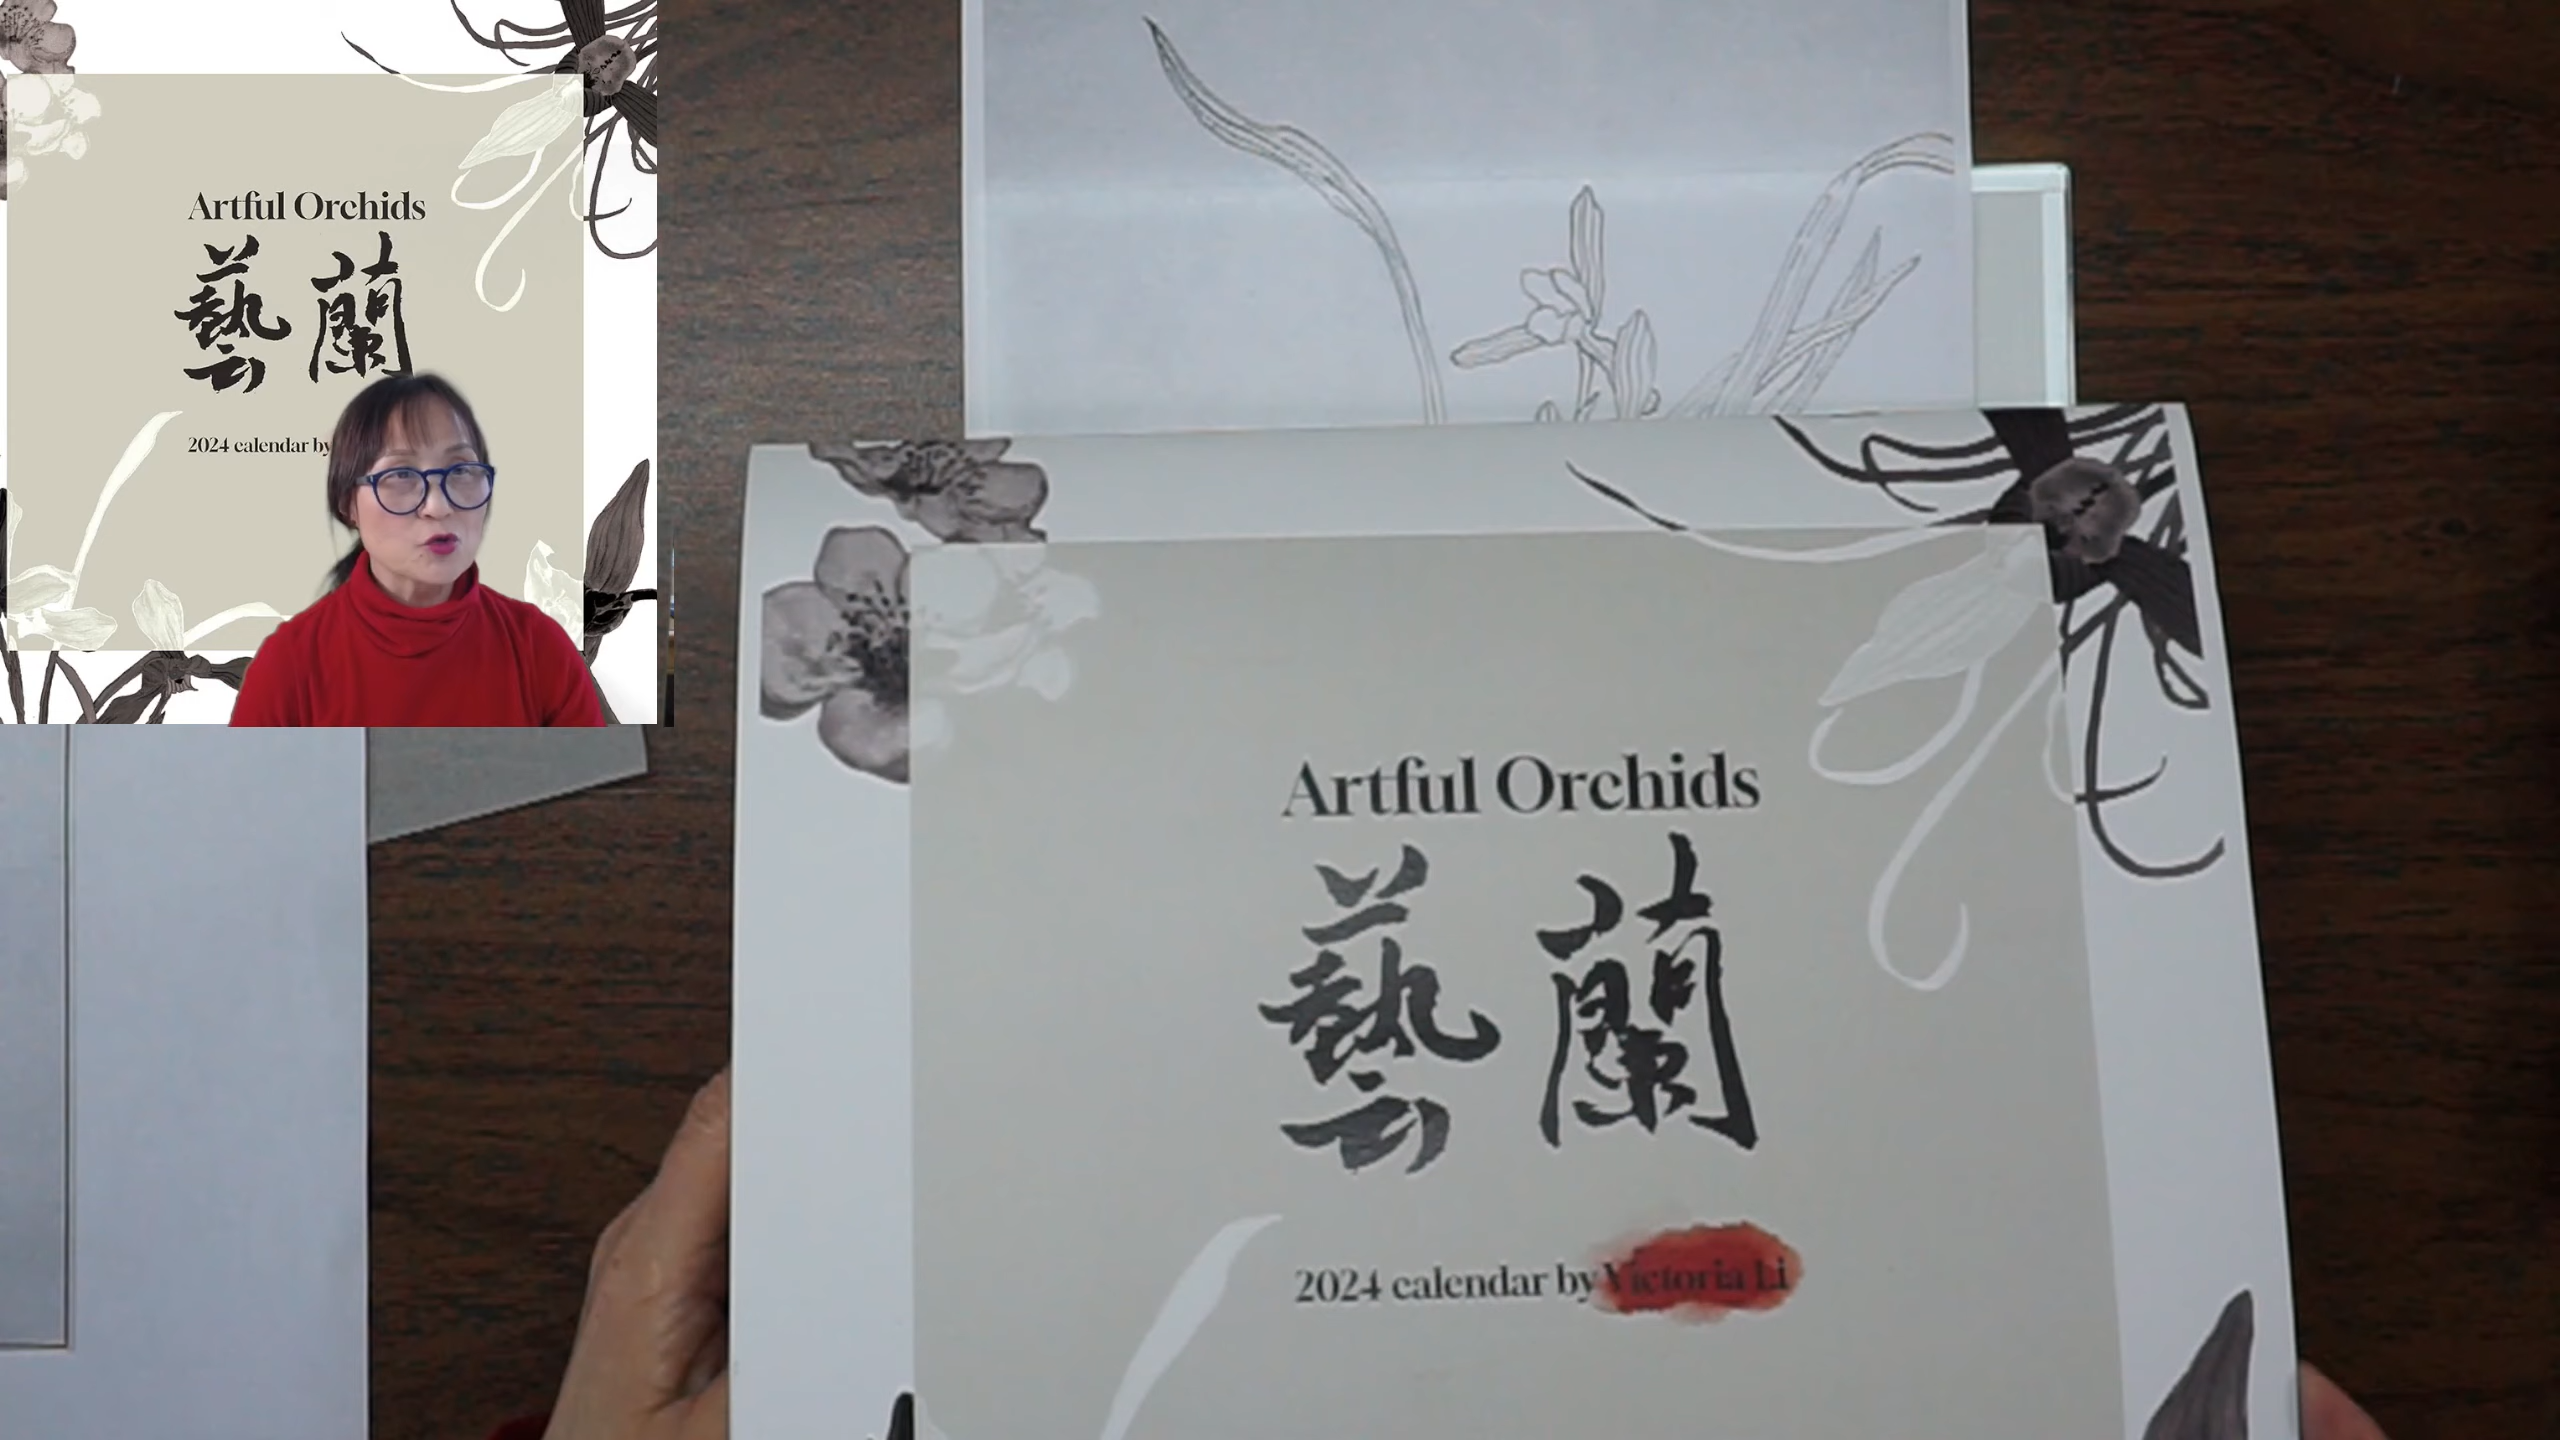 Artful Orchids
藝 蘭
2024 calendar by
Artful Orchids
藝 蘭
2024 calendar by Victoria Li